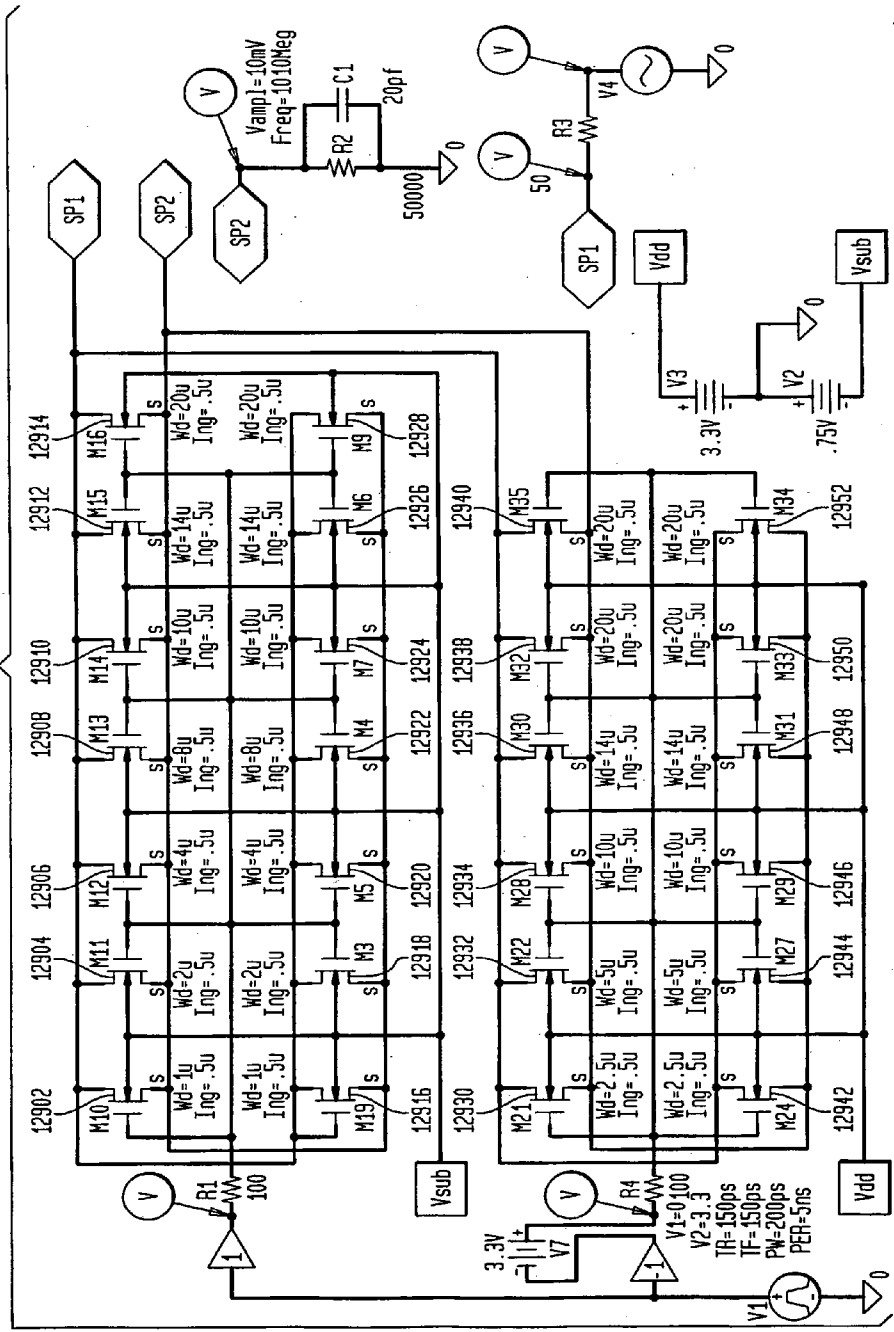 SP1
SP2
12902
12904
12906
12908
12910
12912
12914
M10
M11
M12
M13
M14
M15
M16
S
S
S
S
S
S
S
Wd=1u
lng=.5u
Wd=2u
lng=.5u
Wd=4u
lng=.5u
Wd=8u
lng=.5u
Wd=10u
lng=.5u
Wd=14u
lng=.5u
Wd=20u
lng=.5u
V
R1
100
Wd=1u
lng=.5u
Wd=2u
lng=.5u
Wd=4u
lng=.5u
Wd=8u
lng=.5u
Wd=10u
lng=.5u
Wd=14u
lng=.5u
Wd=20u
lng=.5u
1
M19
M3
M5
M4
M7
M6
M9
S
S
S
S
S
S
S
12916
12918
12920
12922
12924
12926
12928
Vsub
V
Vampl=10mV
Freq=1010Meg
SP2
R2
C1
50000
20pf
0
12930
12932
12934
12936
12938
12940
M21
M22
M28
M30
M32
M35
S
S
S
S
S
S
Wd=2.5u
lng=.5u
Wd=5u
lng=.5u
Wd=10u
lng=.5u
Wd=14u
lng=.5u
Wd=20u
lng=.5u
Wd=20u
lng=.5u
3.3V
V7
V
R4
100
-1
Wd=2.5u
lng=.5u
Wd=5u
lng=.5u
Wd=10u
lng=.5u
Wd=14u
lng=.5u
Wd=20u
lng=.5u
Wd=20u
lng=.5u
S
S
S
S
S
S
M24
M27
M29
M31
M33
M34
12942
12944
12946
12948
12950
12952
Vdd
V1
V1=0
V2=3.3
TR=150ps
TF=150ps
PW=200ps
PER=5ns
0
SP1
50
V
R3
V
V4
0
Vdd
V3
3.3V
0
V2
.75V
Vsub